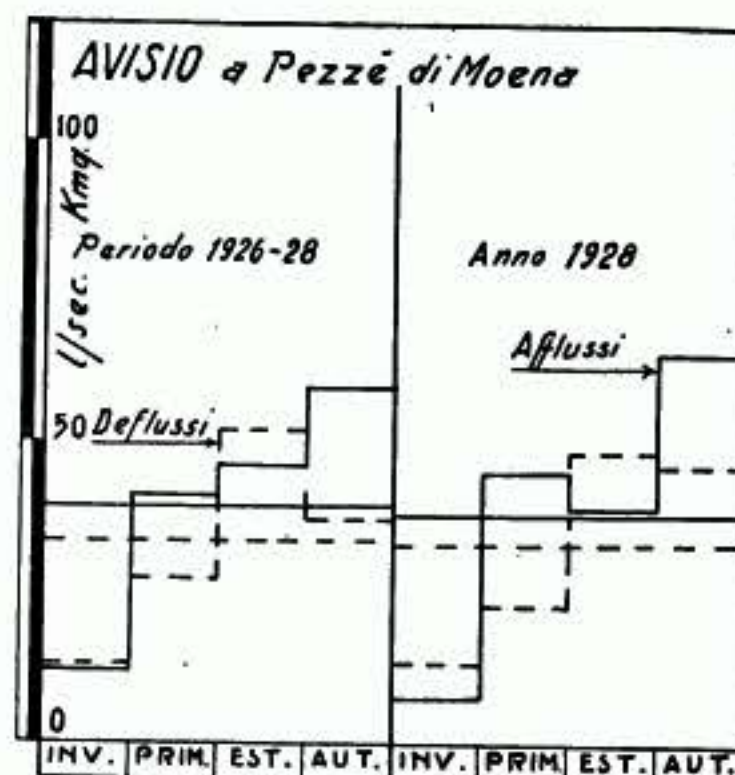 AVISIO a Pezzé di Moena
100
l/sec. Kmq.
Periodo 1926-28
Anno 1928
Afflussi
50 Deflussi
0
INV. PRIM. EST. AUT. INV. PRIM. EST. AUT.